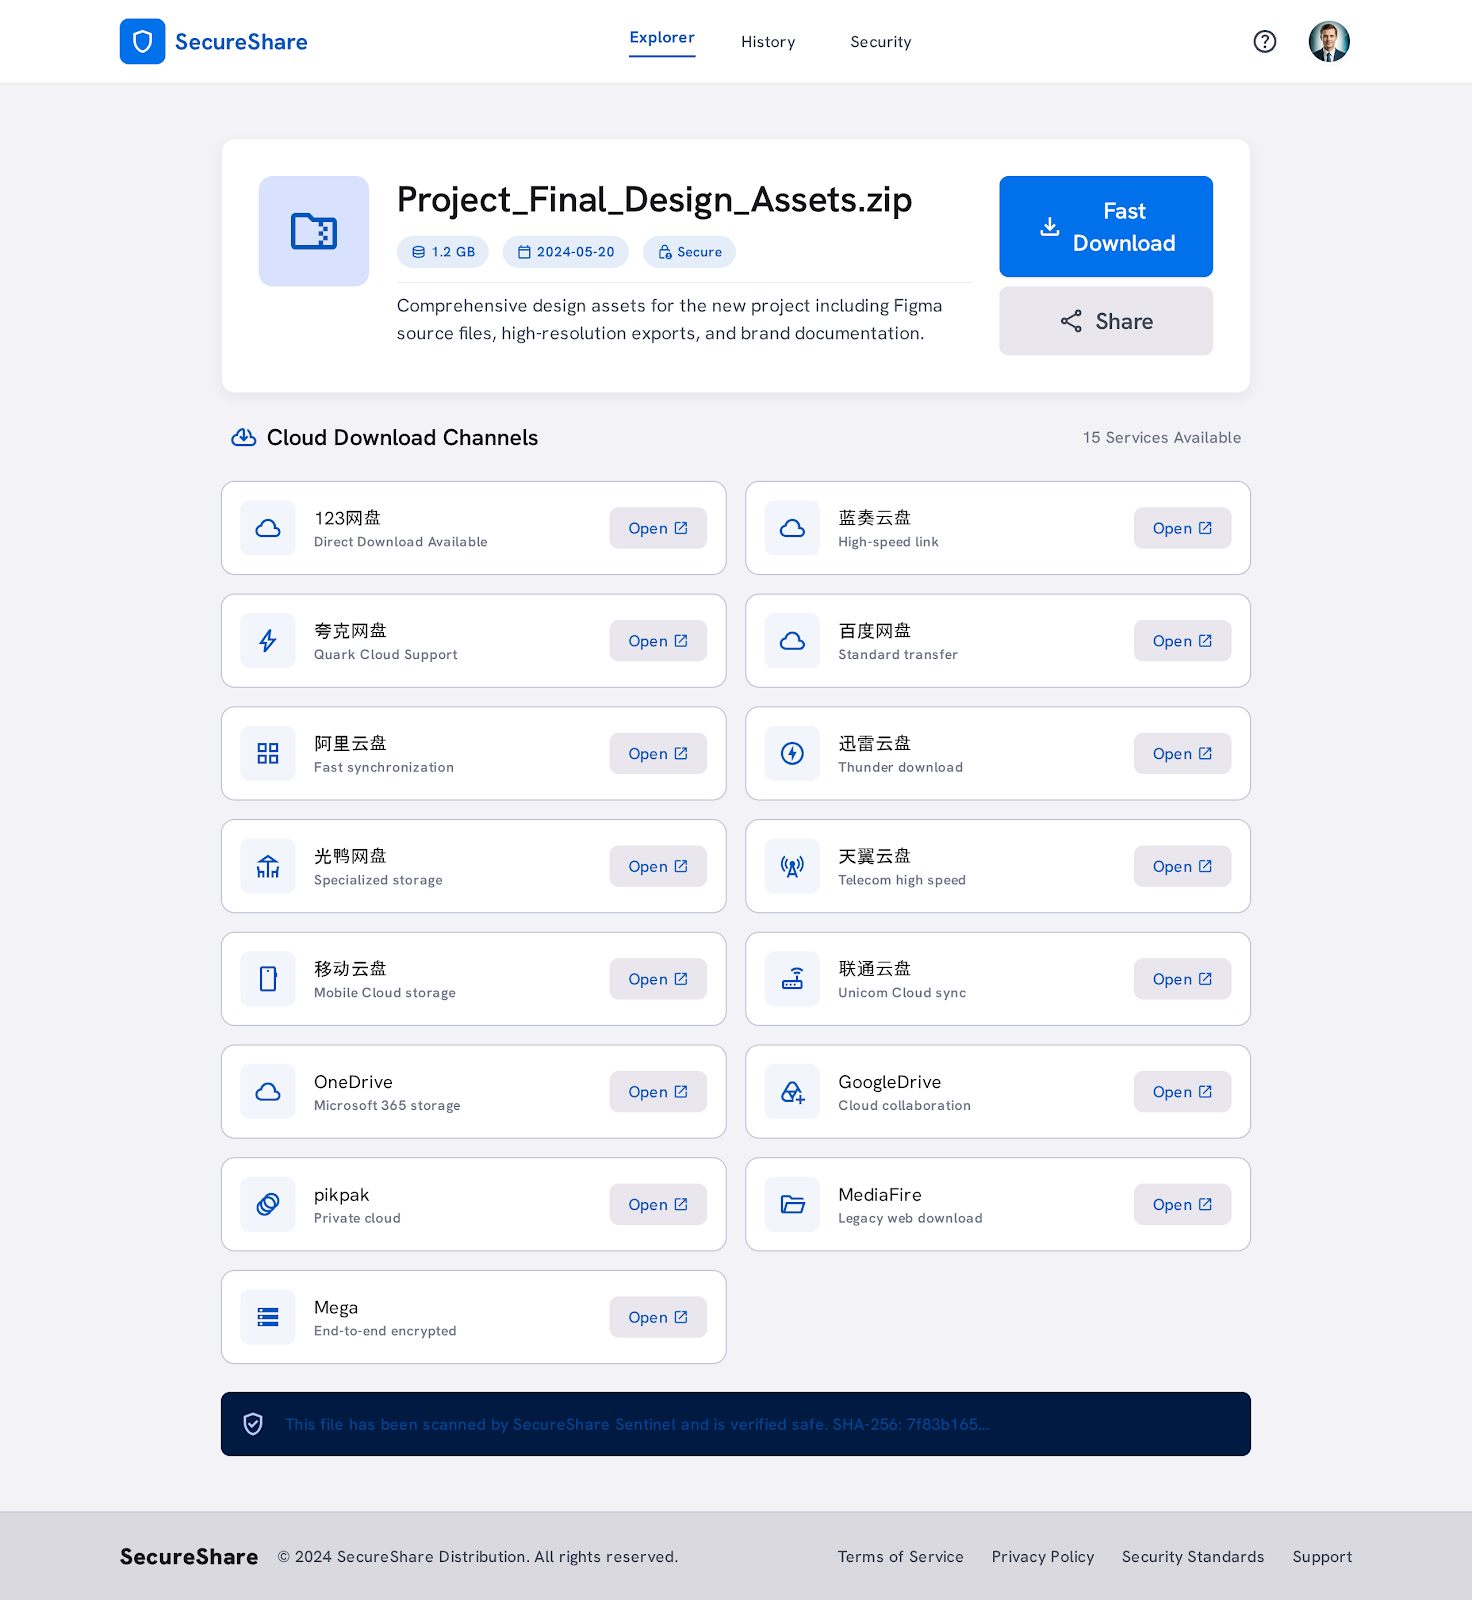 SecureShare
Explorer
History
Security
Project_Final_Design_Assets.zip
1.2 GB
2024-05-20
Secure
Comprehensive design assets for the new project including Figma
source files, high-resolution exports, and brand documentation.
Fast
Download
Share
Cloud Download Channels
15 Services Available
123网盘
Direct Download Available
Open
蓝奏云盘
High-speed link
Open
夸克网盘
Quark Cloud Support
Open
百度网盘
Standard transfer
Open
阿里云盘
Fast synchronization
Open
迅雷云盘
Thunder download
Open
光鸭网盘
Specialized storage
Open
天翼云盘
Telecom high speed
Open
移动云盘
Mobile Cloud storage
Open
联通云盘
Unicom Cloud sync
Open
OneDrive
Microsoft 365 storage
Open
GoogleDrive
Cloud collaboration
Open
pikpak
Private cloud
Open
MediaFire
Legacy web download
Open
Mega
End-to-end encrypted
Open
This file has been scanned by SecureShare Sentinel and is verified safe. SHA-256: 7f83b165...
SecureShare
© 2024 SecureShare Distribution. All rights reserved.
Terms of Service
Privacy Policy
Security Standards
Support